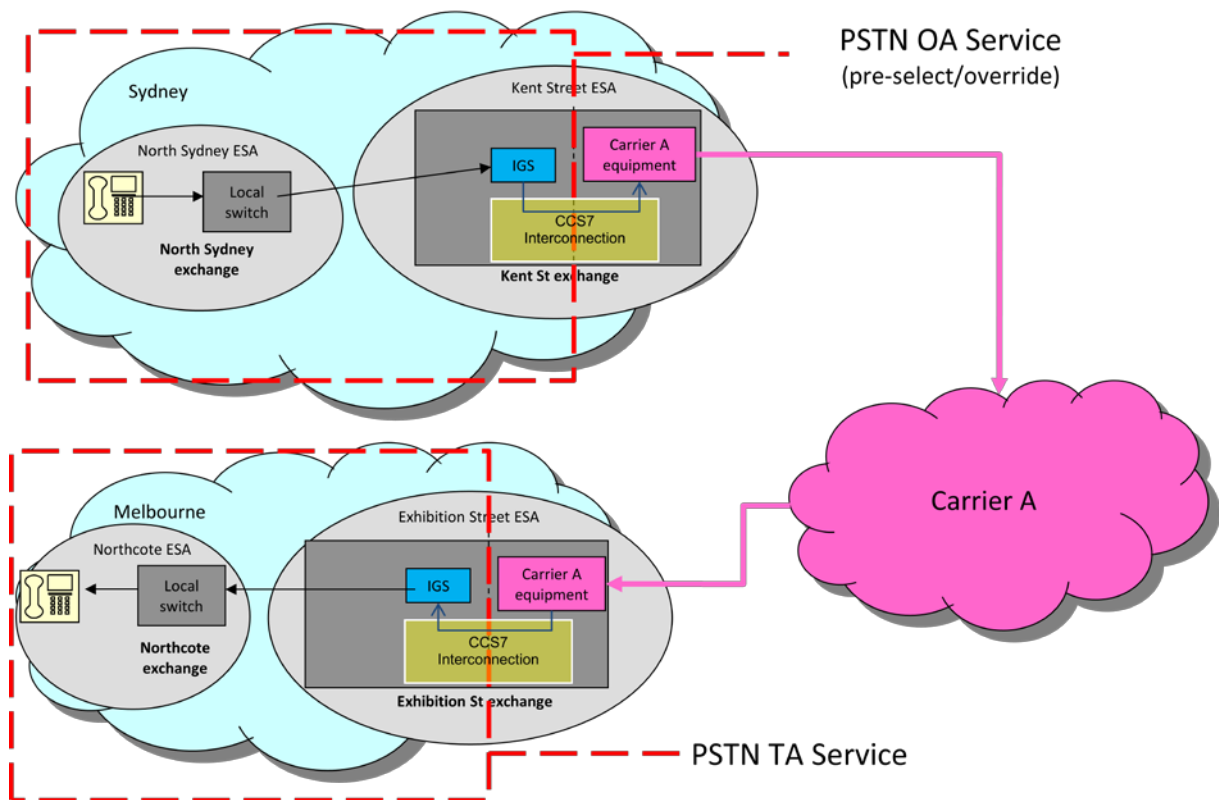 PSTN OA Service
(pre-select/override)
Sydney
Kent Street ESA
North Sydney ESA
IGS
Carrier A
equipment
Local
switch
CCS7
Interconnection
North Sydney
exchange
Kent St exchange
Carrier A
Melbourne
Exhibition Street ESA
Northcote ESA
Local
switch
IGS
Carrier A
equipment
CCS7
Interconnection
Northcote
exchange
Exhibition St exchange
PSTN TA Service